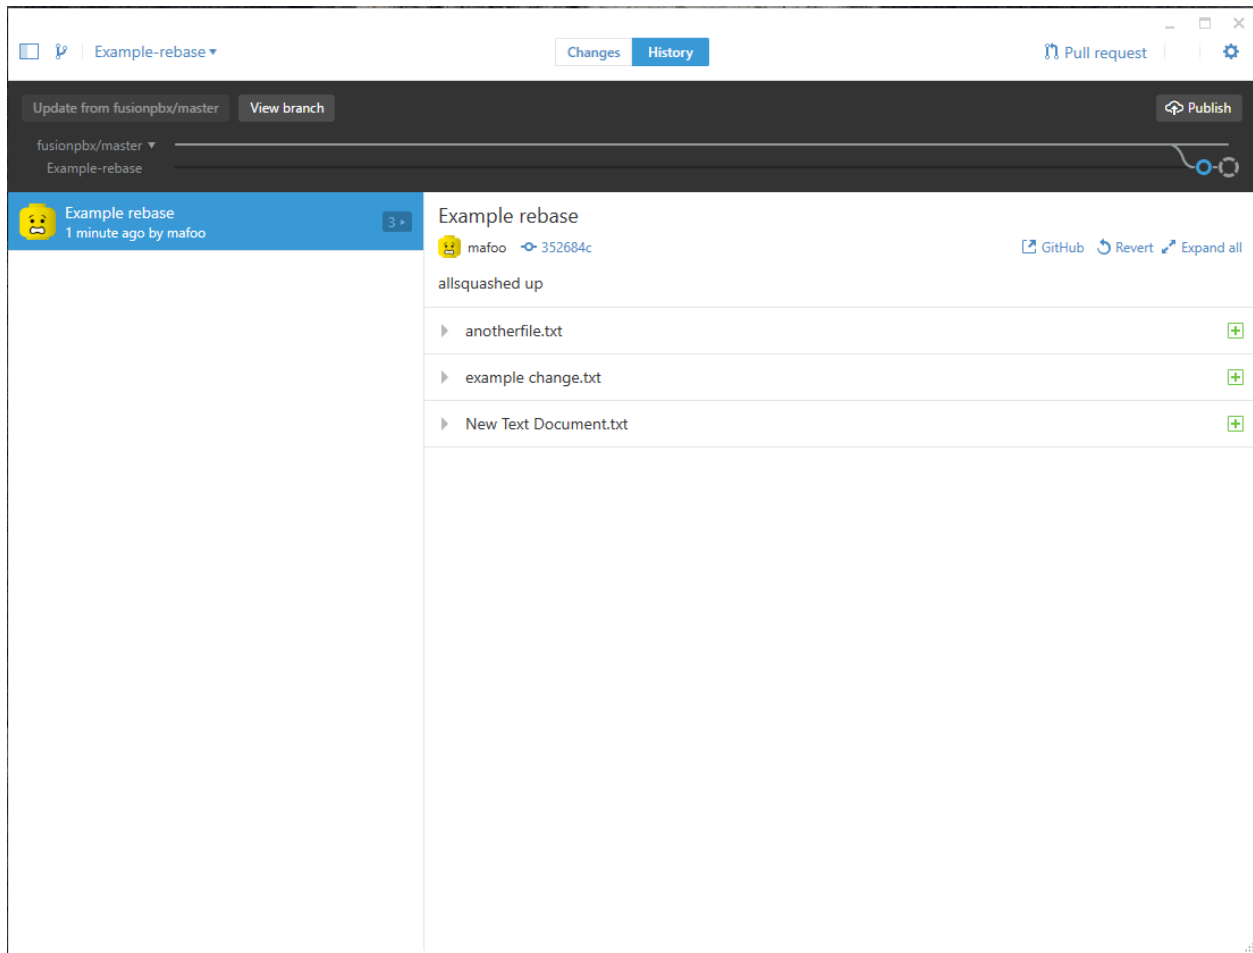 Example-rebase
Changes
History
Pull request
Update from fusionpbx/master
View branch
Publish
fusionpbx/master
Example-rebase
Example rebase
1 minute ago by mafoo
3
Example rebase
mafoo
352684c
GitHub
Revert
Expand all
allsquashed up
anotherfile.txt
example change.txt
New Text Document.txt